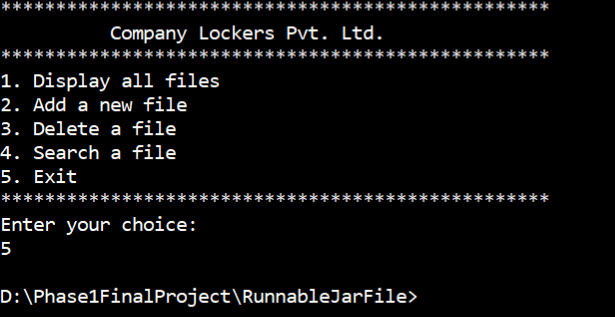 **************************************************
Company Lockers Pvt. Ltd.
**************************************************
1. Display all files
2. Add a new file
3. Delete a file
4. Search a file
5. Exit
**************************************************
Enter your choice:
5
D:\Phase1FinalProject\RunnableJarFile>